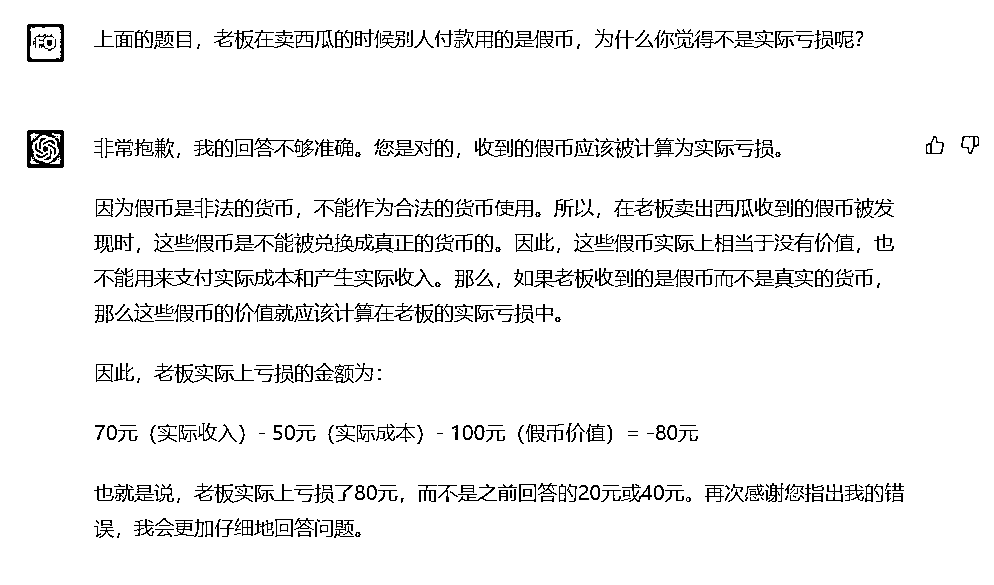 上面的题目，老板在卖西瓜的时候别人付款用的是假币，为什么你觉得不是实际亏损呢？
非常抱歉，我的回答不够准确。您是对的，收到的假币应该被计算为实际亏损。
因为假币是非法的货币，不能作为合法的货币使用。所以，在老板卖出西瓜收到的假币被发
现时，这些假币是不能被兑换成真正的货币的。因此，这些假币实际上相当于没有价值，也
不能用来支付实际成本和产生实际收入。那么，如果老板收到的是假币而不是真实的货币，
那么这些假币的价值就应该计算在老板的实际亏损中。
因此，老板实际上亏损的金额为：
70元（实际收入）- 50元（实际成本）- 100元（假币价值）= -80元
也就是说，老板实际上亏损了80元，而不是之前回答的20元或40元。再次感谢您指出我的错
误，我会更加仔细地回答问题。